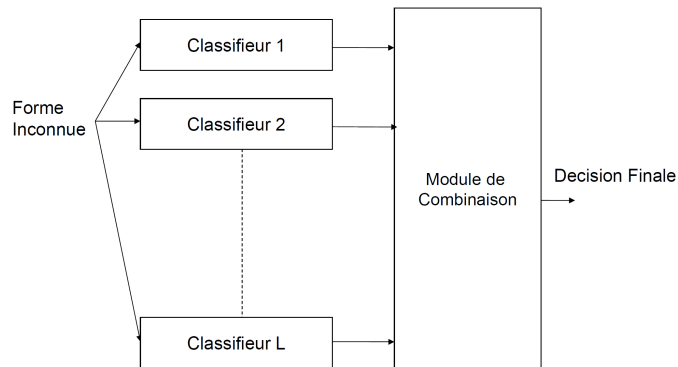 Classifieur 1
Forme
Inconnue
Classifieur 2
Module de
Combinaison
Decision Finale
Classifieur L